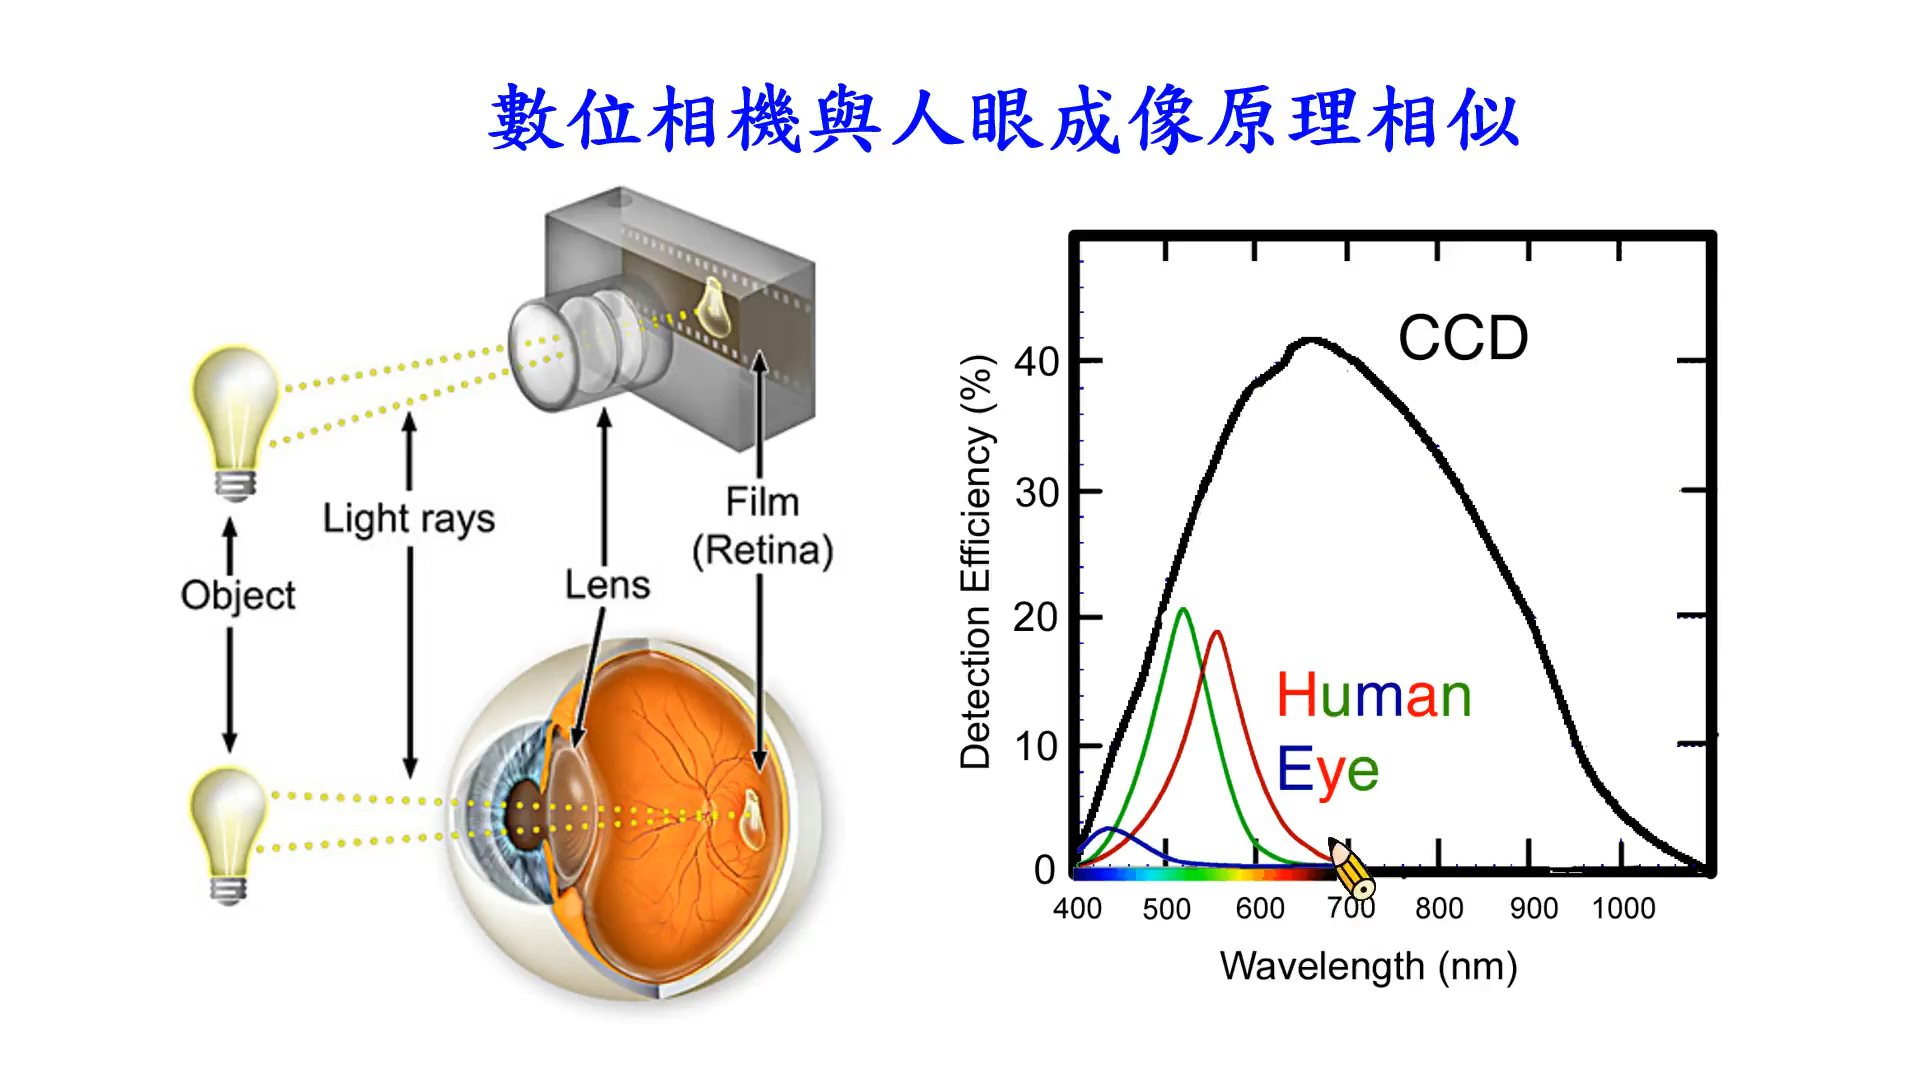 數位相機與人眼成像原理相似
Light rays
Object
Lens
Film
(Retina)
Detection Efficiency (%)
40
30
20
10
0
CCD
Human
Eye
400 500 600 700 800 900 1000
Wavelength (nm)